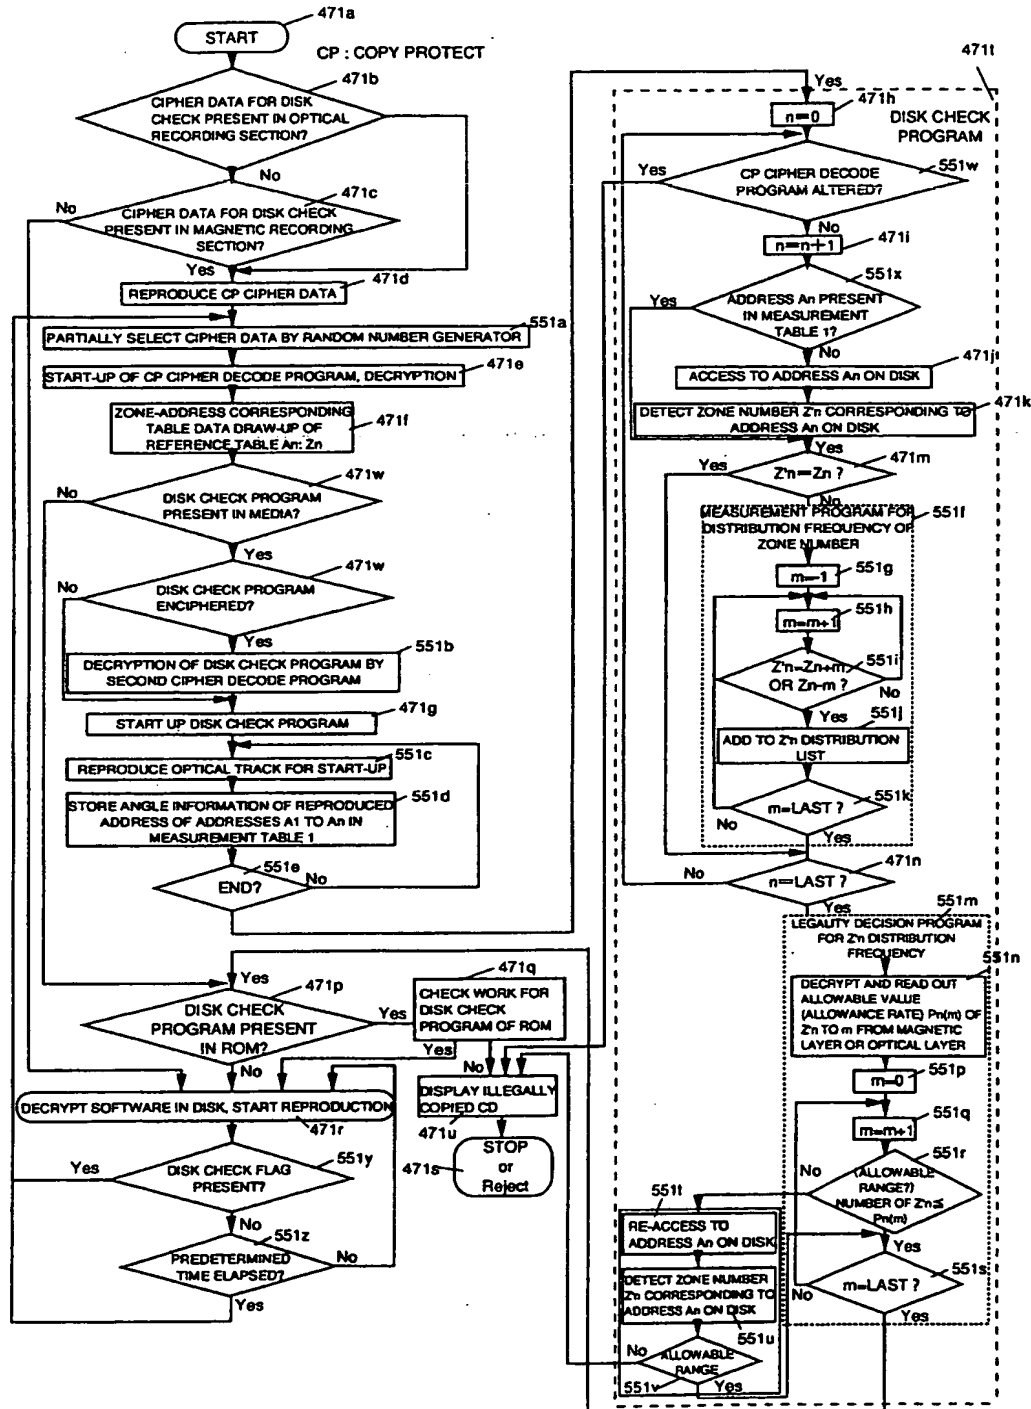 471a
START
CP : COPY PROTECT
471b
CIPHER DATA FOR DISK
CHECK PRESENT IN OPTICAL
RECORDING SECTION?
No
471c
No
CIPHER DATA FOR DISK CHECK
PRESENT IN MAGNETIC RECORDING
SECTION?
Yes
471d
REPRODUCE CP CIPHER DATA
551a
PARTIALLY SELECT CIPHER DATA BY RANDOM NUMBER GENERATOR
START-UP OF CP CIPHER DECODE PROGRAM, DECRYPTION
471e
ZONE-ADDRESS CORRESPONDING
TABLE DATA DRAW-UP OF
REFERENCE TABLE An: Zn
471f
471w
No
DISK CHECK PROGRAM
PRESENT IN MEDIA?
Yes
471w
No
DISK CHECK PROGRAM
ENCIPHERED?
Yes
551b
DECRYPTION OF DISK CHECK PROGRAM BY
SECOND CIPHER DECODE PROGRAM
471g
START UP DISK CHECK PROGRAM
551c
REPRODUCE OPTICAL TRACK FOR START-UP
551d
STORE ANGLE INFORMATION OF REPRODUCED
ADDRESS OF ADDRESSES A1 TO An IN
MEASUREMENT TABLE 1
551e
END?
No
Yes
471p
DISK CHECK
PROGRAM PRESENT
IN ROM?
Yes
No
471q
CHECK WORK FOR
DISK CHECK
PROGRAM OF ROM
Yes
No
DECRYPT SOFTWARE IN DISK, START REPRODUCTION
471r
DISPLAY ILLEGALLY
COPIED CD
471u
STOP
or
Reject
471s
551y
Yes
DISK CHECK FLAG
PRESENT?
No
551z
PREDETERMINED
TIME ELAPSED?
No
Yes
471t
Yes
471h
n=0
DISK CHECK
PROGRAM
551w
Yes
CP CIPHER DECODE
PROGRAM ALTERED?
No
n=n+1
471i
551x
Yes
ADDRESS An PRESENT
IN MEASUREMENT
TABLE 1?
No
471j
ACCESS TO ADDRESS An ON DISK
471k
DETECT ZONE NUMBER Z'n CORRESPONDING TO
ADDRESS An ON DISK
Yes
471m
Yes
Z'n=Zn ?
No
MEASUREMENT PROGRAM FOR
DISTRIBUTION FREQUENCY OF
ZONE NUMBER
551f
551g
m=-1
551h
m=m+1
Z'n=Zn+m
OR Zn-m ?
551i
No
Yes
551j
ADD TO Z'n DISTRIBUTION
LIST
551k
m=LAST ?
No
Yes
471n
No
n=LAST ?
Yes
551m
LEGALITY DECISION PROGRAM
FOR Z'n DISTRIBUTION
FREQUENCY
551n
DECRYPT AND READ OUT
ALLOWABLE VALUE
(ALLOWANCE RATE) Pn(m) OF
Z'n TO m FROM MAGNETIC
LAYER OR OPTICAL LAYER
551p
m=0
551q
m=m+1
551r
No
(ALLOWABLE
RANGE?)
NUMBER OF Z'n≦
Pn(m)
Yes
551s
m=LAST ?
No
Yes
551t
RE-ACCESS TO
ADDRESS An ON DISK
DETECT ZONE NUMBER
Z'n CORRESPONDING TO
ADDRESS An ON DISK
551u
No
ALLOWABLE
RANGE
551v
Yes